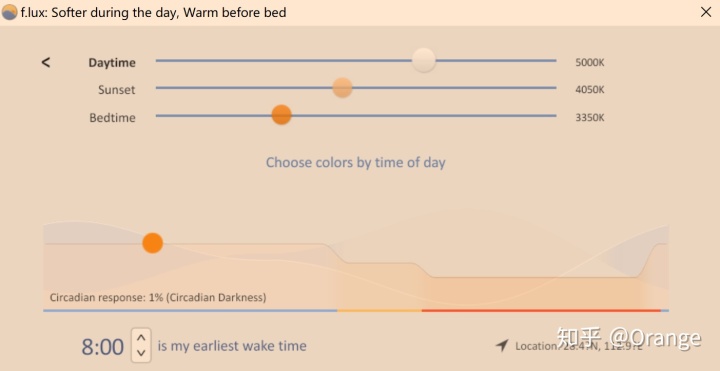 f.lux: Softer during the day, Warm before bed
<
Daytime 5000K
Sunset 4050K
Bedtime 3350K
Choose colors by time of day
Circadian response: 1% (Circadian Darkness)
8:00 is my earliest wake time
Location: 28.4°N, 112.9°E
知乎 @Orange